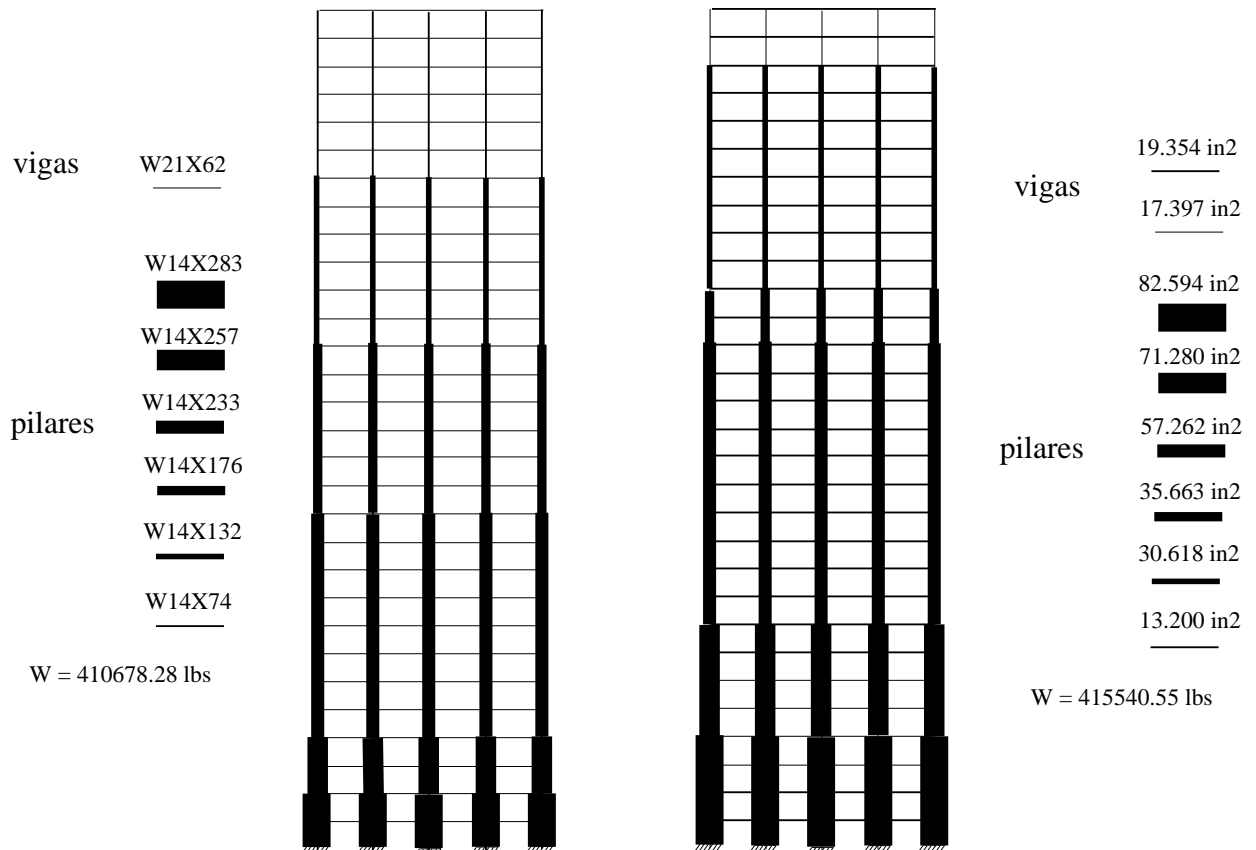 vigas
W21X62
W14X283
W14X257
W14X233
pilares
W14X176
W14X132
W14X74
W = 410678.28 lbs
19.354 in2
vigas
17.397 in2
82.594 in2
71.280 in2
57.262 in2
pilares
35.663 in2
30.618 in2
13.200 in2
W = 415540.55 lbs